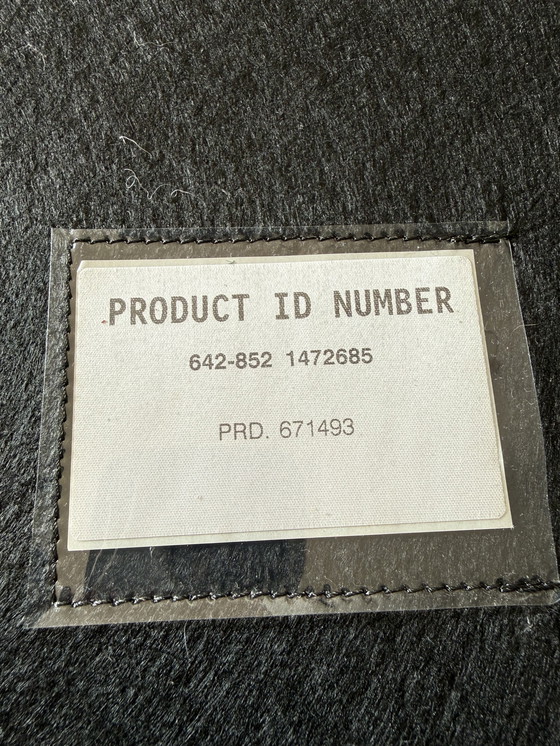 PRODUCT ID NUMBER
642-852 1472685
PRD. 671493